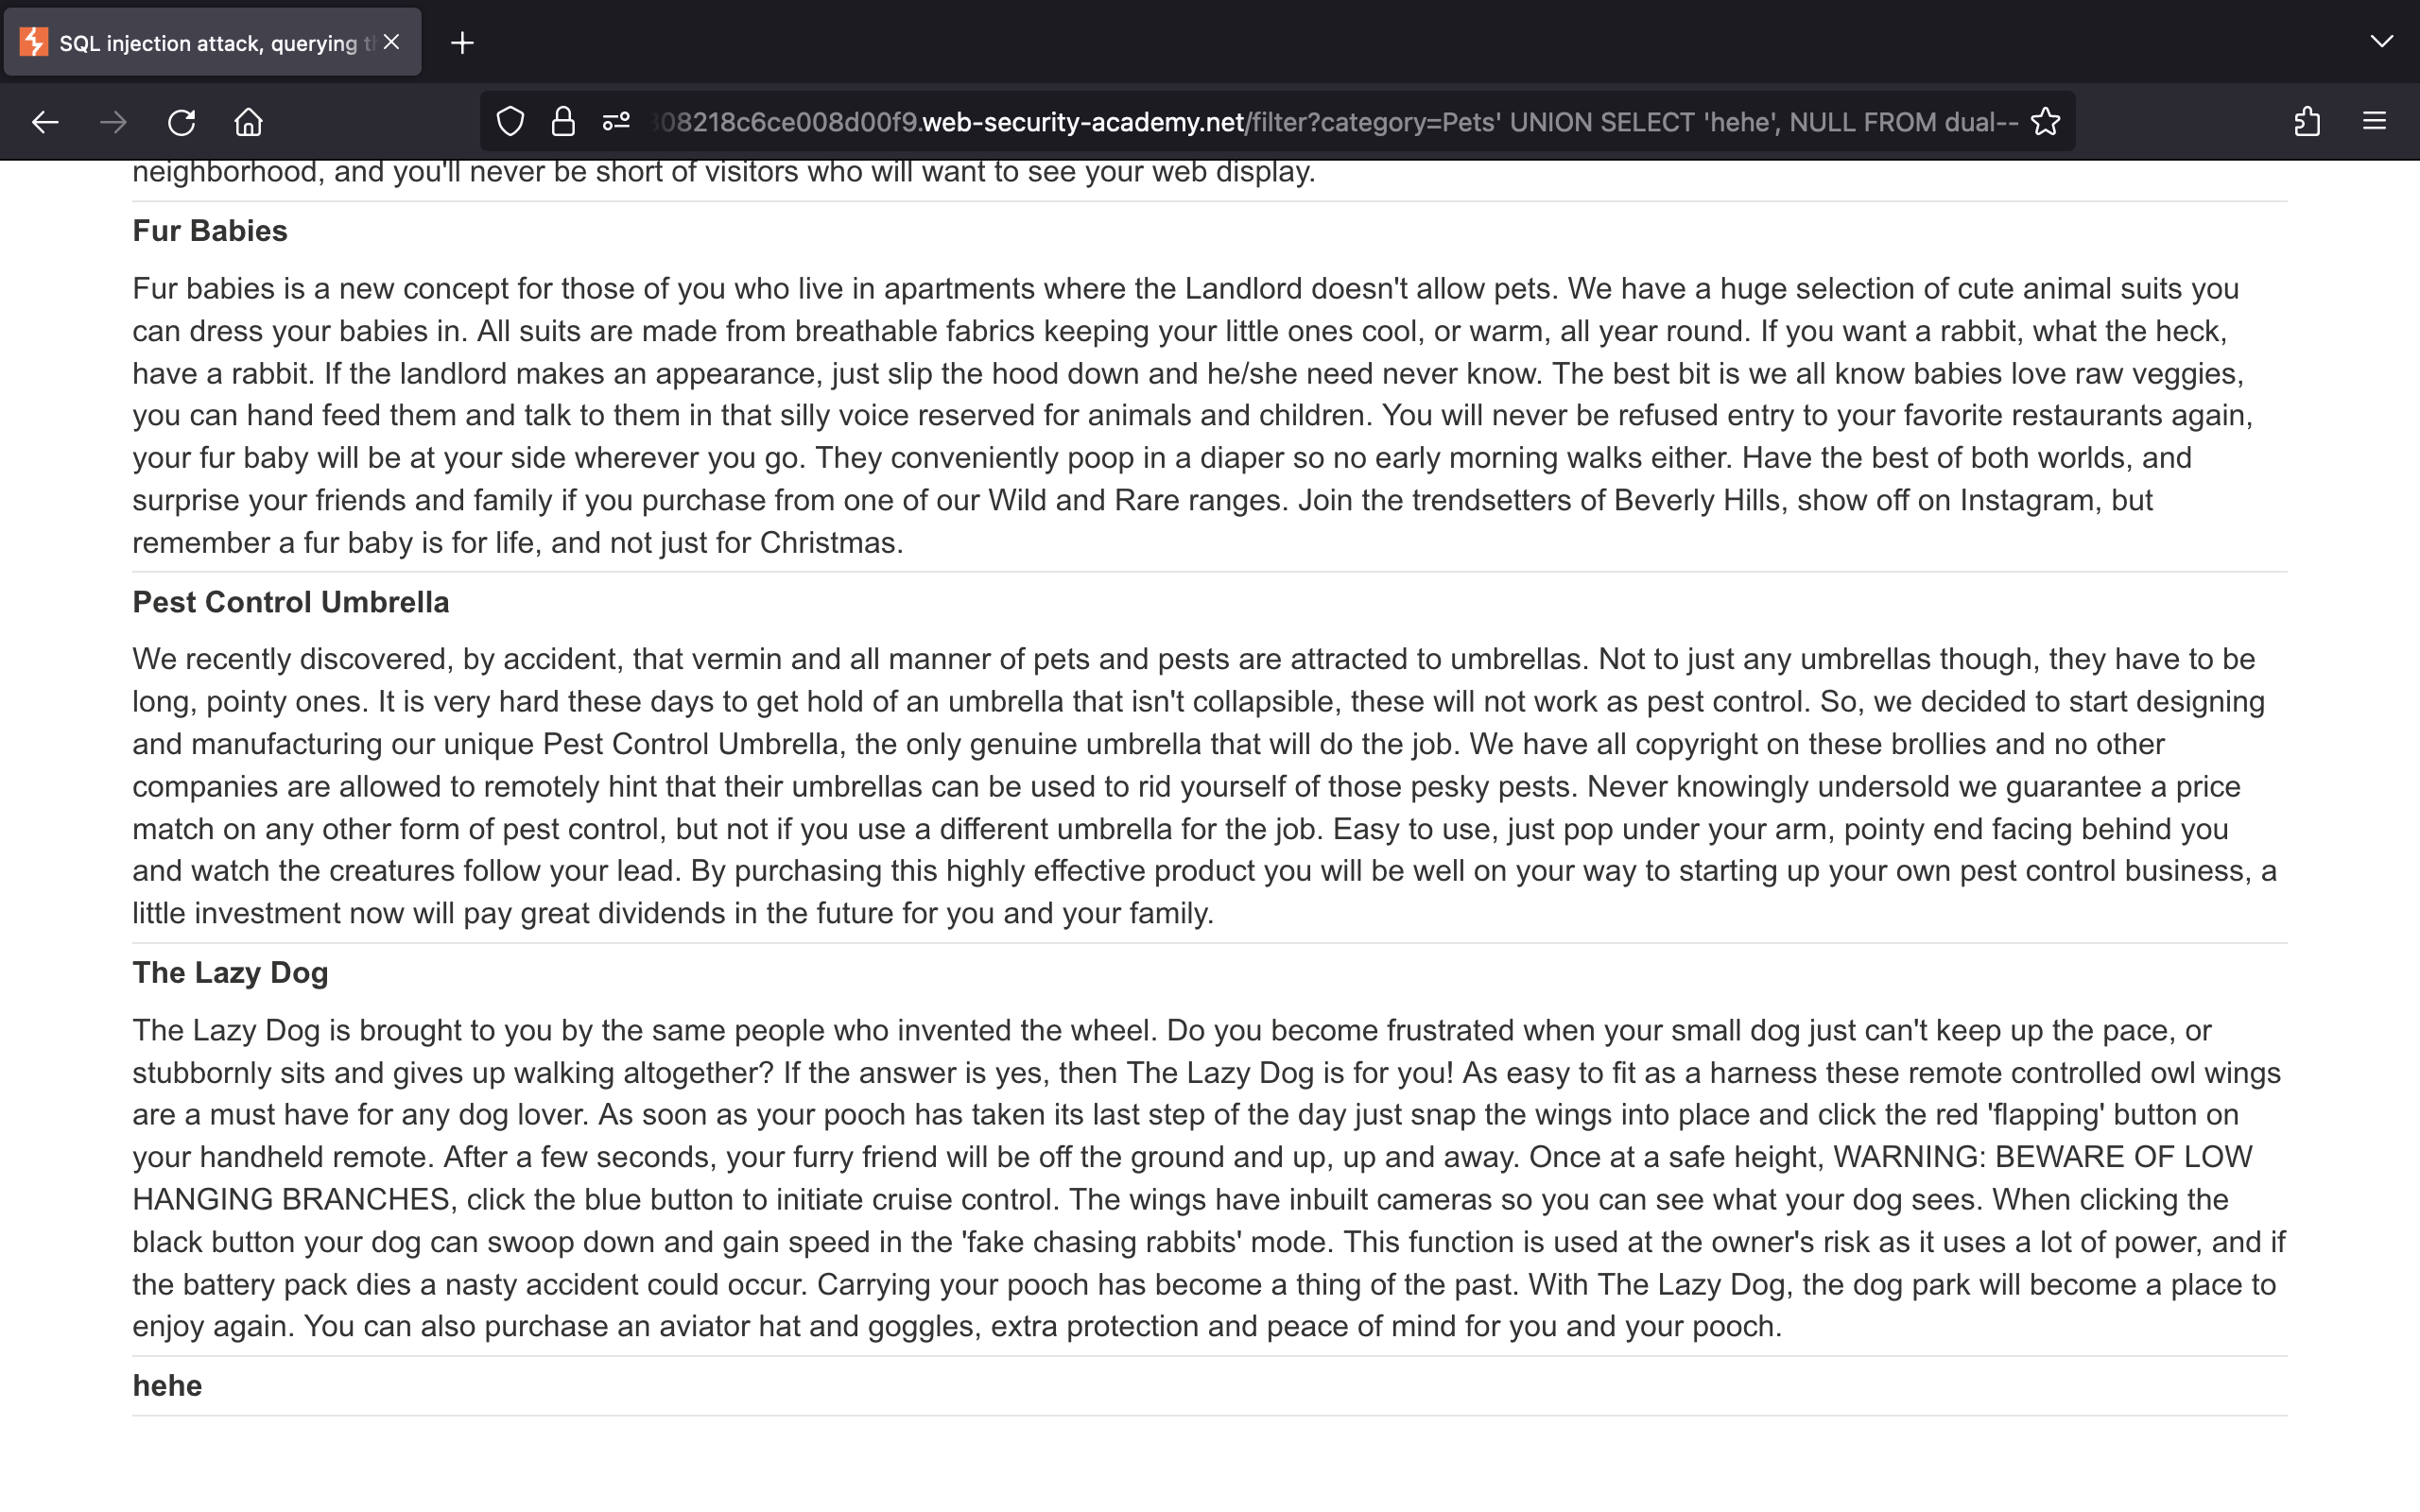 SQL injection attack, querying t
308218c6ce008d00f9.web-security-academy.net/filter?category=Pets' UNION SELECT 'hehe', NULL FROM dual--
neighborhood, and you'll never be short of visitors who will want to see your web display.
Fur Babies
Fur babies is a new concept for those of you who live in apartments where the Landlord doesn't allow pets. We have a huge selection of cute animal suits you
can dress your babies in. All suits are made from breathable fabrics keeping your little ones cool, or warm, all year round. If you want a rabbit, what the heck,
have a rabbit. If the landlord makes an appearance, just slip the hood down and he/she need never know. The best bit is we all know babies love raw veggies,
you can hand feed them and talk to them in that silly voice reserved for animals and children. You will never be refused entry to your favorite restaurants again,
your fur baby will be at your side wherever you go. They conveniently poop in a diaper so no early morning walks either. Have the best of both worlds, and
surprise your friends and family if you purchase from one of our Wild and Rare ranges. Join the trendsetters of Beverly Hills, show off on Instagram, but
remember a fur baby is for life, and not just for Christmas.
Pest Control Umbrella
We recently discovered, by accident, that vermin and all manner of pets and pests are attracted to umbrellas. Not to just any umbrellas though, they have to be
long, pointy ones. It is very hard these days to get hold of an umbrella that isn't collapsible, these will not work as pest control. So, we decided to start designing
and manufacturing our unique Pest Control Umbrella, the only genuine umbrella that will do the job. We have all copyright on these brollies and no other
companies are allowed to remotely hint that their umbrellas can be used to rid yourself of those pesky pests. Never knowingly undersold we guarantee a price
match on any other form of pest control, but not if you use a different umbrella for the job. Easy to use, just pop under your arm, pointy end facing behind you
and watch the creatures follow your lead. By purchasing this highly effective product you will be well on your way to starting up your own pest control business, a
little investment now will pay great dividends in the future for you and your family.
The Lazy Dog
The Lazy Dog is brought to you by the same people who invented the wheel. Do you become frustrated when your small dog just can't keep up the pace, or
stubbornly sits and gives up walking altogether? If the answer is yes, then The Lazy Dog is for you! As easy to fit as a harness these remote controlled owl wings
are a must have for any dog lover. As soon as your pooch has taken its last step of the day just snap the wings into place and click the red 'flapping' button on
your handheld remote. After a few seconds, your furry friend will be off the ground and up, up and away. Once at a safe height, WARNING: BEWARE OF LOW
HANGING BRANCHES, click the blue button to initiate cruise control. The wings have inbuilt cameras so you can see what your dog sees. When clicking the
black button your dog can swoop down and gain speed in the 'fake chasing rabbits' mode. This function is used at the owner's risk as it uses a lot of power, and if
the battery pack dies a nasty accident could occur. Carrying your pooch has become a thing of the past. With The Lazy Dog, the dog park will become a place to
enjoy again. You can also purchase an aviator hat and goggles, extra protection and peace of mind for you and your pooch.
hehe